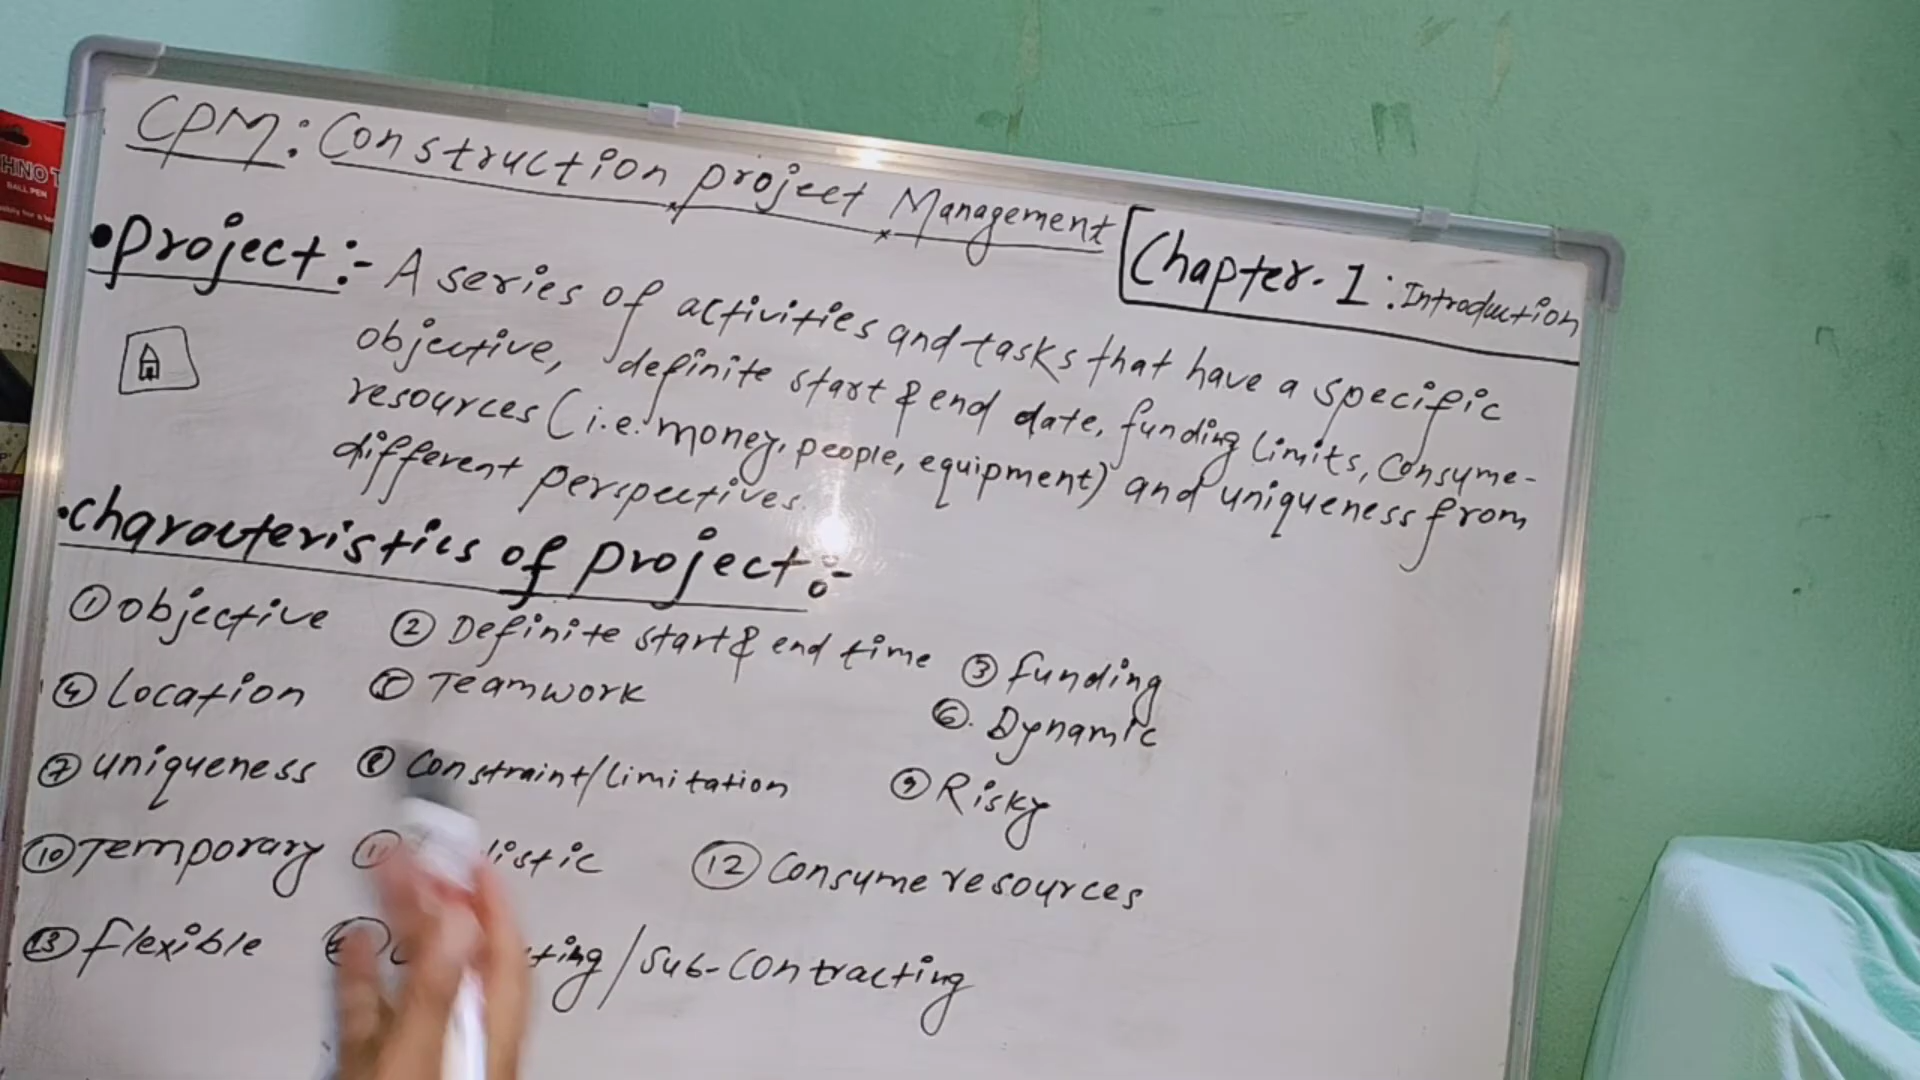 CPM: Construction project Management
Chapter-1: Introduction
• project:- A series of activities and tasks that have a specific
objective, definite start & end date, funding limits, Consume-
resources (i.e. money, people, equipment) and uniqueness from
different perspectives.
• characteristics of project:-
① objective ② Definite start & end time ③ funding
④ Location ⑤ Teamwork ⑥. Dynamic
⑦ uniqueness ⑧ Constraint/limitation ⑨ Risky
⑩ Temporary ⑫ Consume resources
⑬ flexible /Sub-contracting
BALL PEN